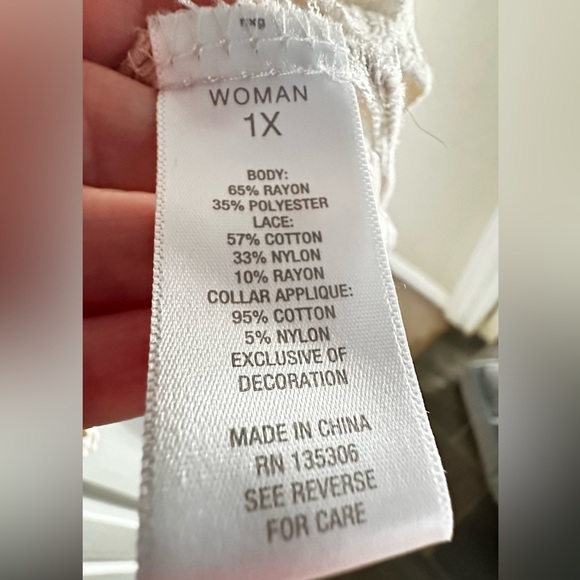 WOMAN
1X
BODY:
65% RAYON
35% POLYESTER
LACE:
57% COTTON
33% NYLON
10% RAYON
COLLAR APPLIQUE:
95% COTTON
5% NYLON
EXCLUSIVE OF
DECORATION
MADE IN CHINA
RN 135306
SEE REVERSE
FOR CARE